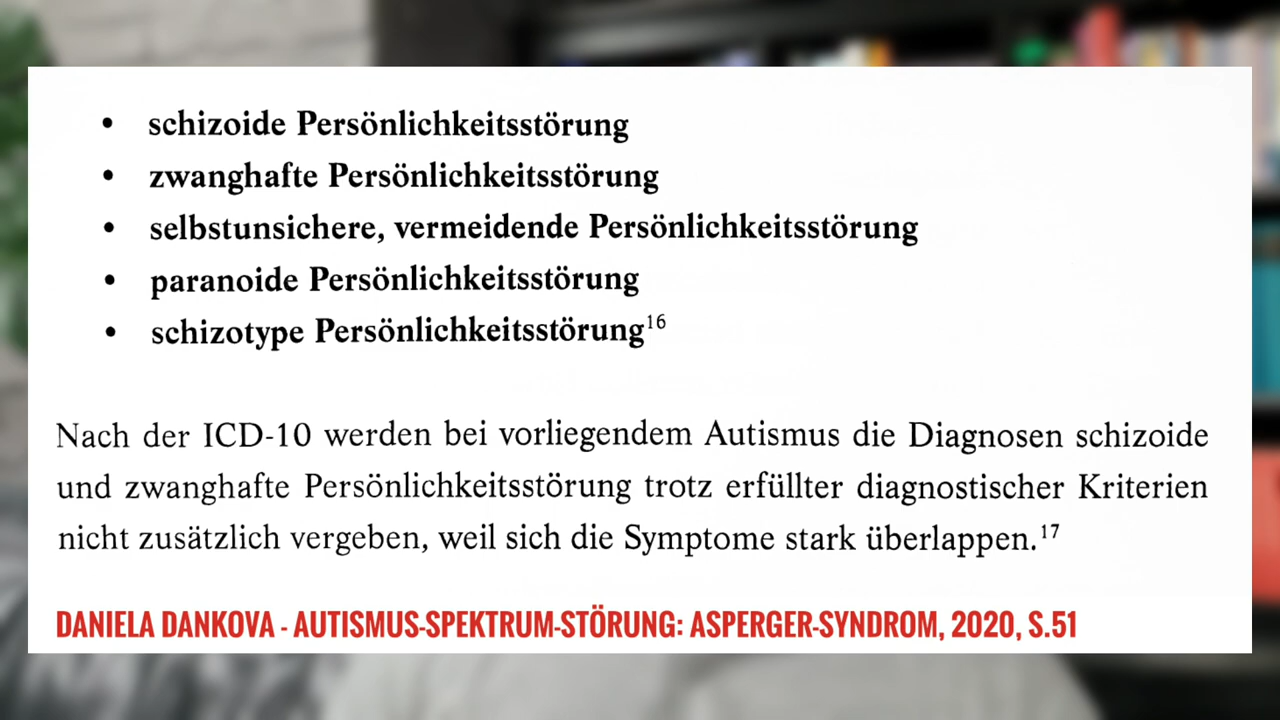 • schizoide Persönlichkeitsstörung
• zwanghafte Persönlichkeitsstörung
• selbstunsichere, vermeidende Persönlichkeitsstörung
• paranoide Persönlichkeitsstörung
• schizotype Persönlichkeitsstörung¹⁶
Nach der ICD-10 werden bei vorliegendem Autismus die Diagnosen schizoide
und zwanghafte Persönlichkeitsstörung trotz erfüllter diagnostischer Kriterien
nicht zusätzlich vergeben, weil sich die Symptome stark überlappen.¹⁷
DANIELA DANKOVA - AUTISMUS-SPEKTRUM-STÖRUNG: ASPERGER-SYNDROM, 2020, S.51